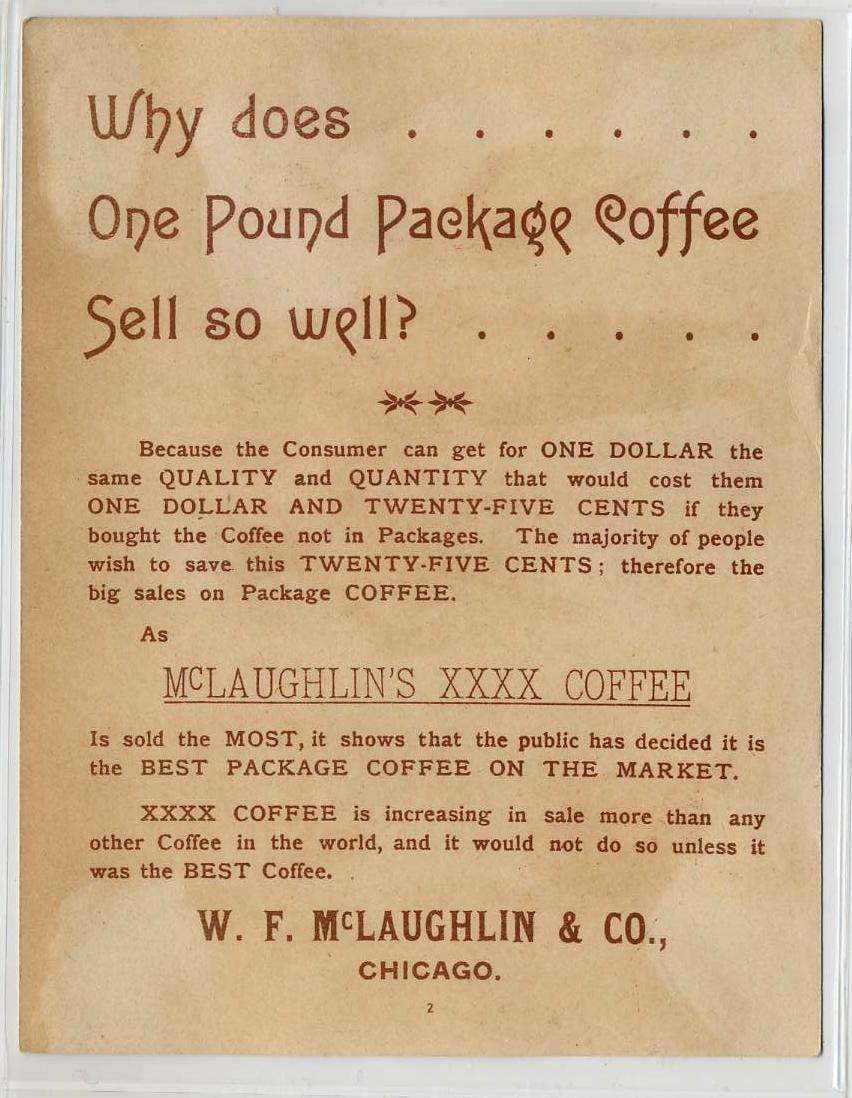 Why does . . . . . .
One Pound Package Coffee
Sell so well? . . . . .
Because the Consumer can get for ONE DOLLAR the
same QUALITY and QUANTITY that would cost them
ONE DOLLAR AND TWENTY-FIVE CENTS if they
bought the Coffee not in Packages. The majority of people
wish to save this TWENTY-FIVE CENTS; therefore the
big sales on Package COFFEE.
As
McLAUGHLIN'S XXXX COFFEE
Is sold the MOST, it shows that the public has decided it is
the BEST PACKAGE COFFEE ON THE MARKET.
XXXX COFFEE is increasing in sale more than any
other Coffee in the world, and it would not do so unless it
was the BEST Coffee.
W. F. McLAUGHLIN & CO.,
CHICAGO.
2